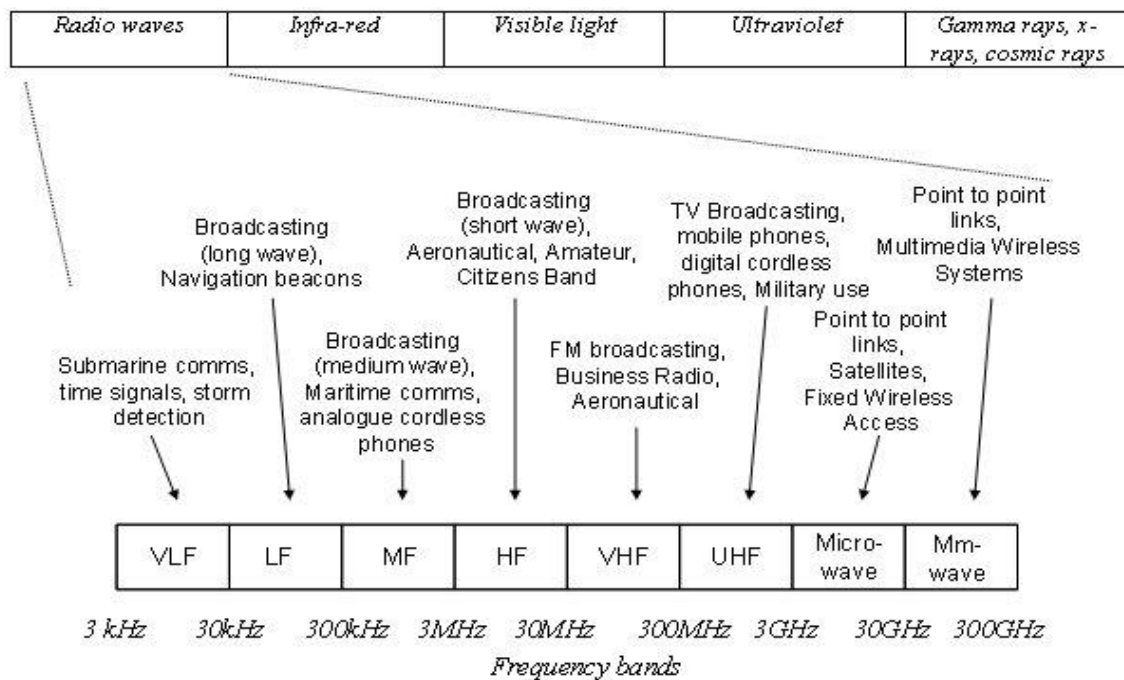 Radio waves
Infra-red
Visible light
Ultraviolet
Gamma rays, x-
rays, cosmic rays
Submarine comms,
time signals, storm
detection
Broadcasting
(long wave),
Navigation beacons
Broadcasting
(medium wave),
Maritime comms,
analogue cordless
phones
Broadcasting
(short wave),
Aeronautical, Amateur,
Citizens Band
FM broadcasting,
Business Radio,
Aeronautical
TV Broadcasting,
mobile phones,
digital cordless
phones, Military use
Point to point
links,
Satellites,
Fixed Wireless
Access
Point to point
links,
Multimedia Wireless
Systems
VLF
LF
MF
HF
VHF
UHF
Micro-
wave
Mm-
wave
3 kHz
30kHz
300kHz
3MHz
30MHz
300MHz
3GHz
30GHz
300GHz
Frequency bands